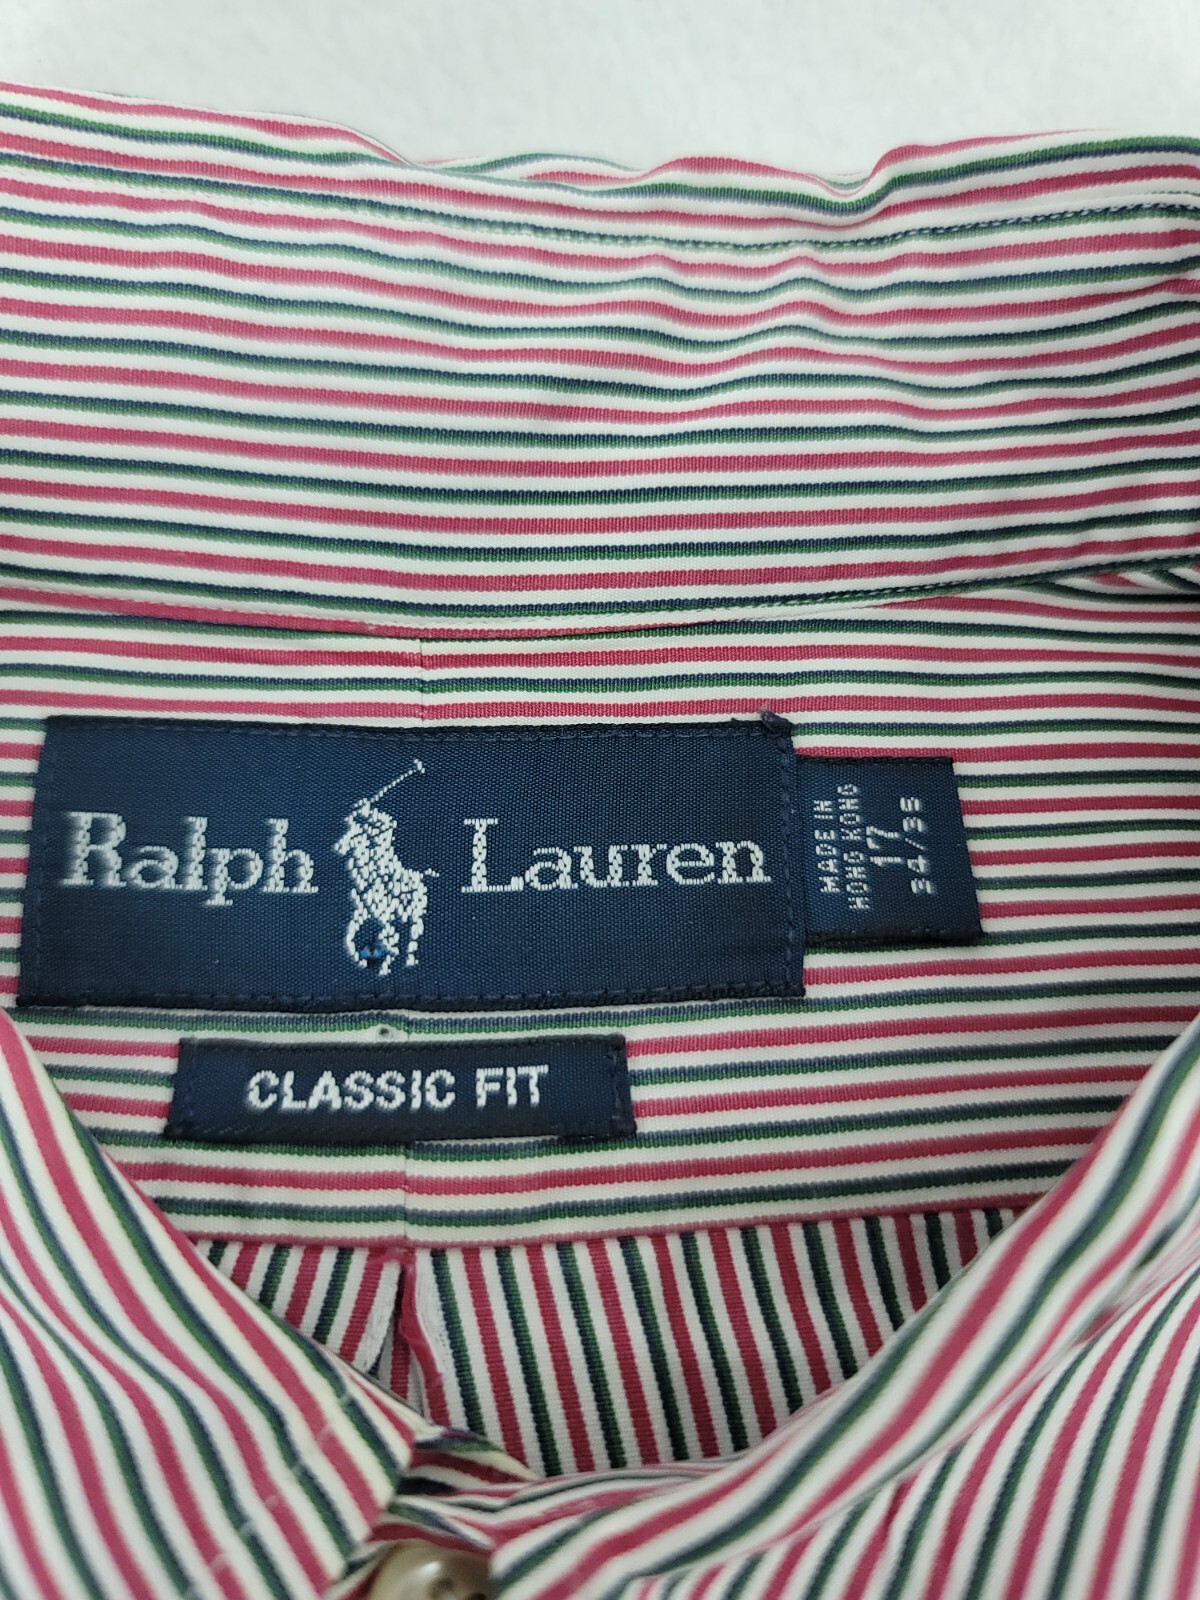 Ralph Lauren
MADE IN
HONG KONG
17
34/35
CLASSIC FIT